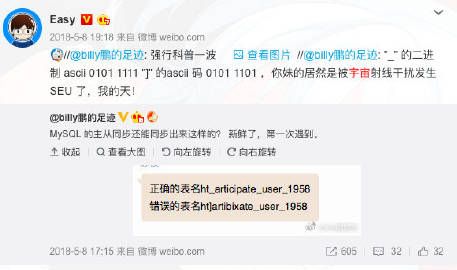 Easy
2018-5-8 19:18 来自 微博 weibo.com
//@billy鹏的足迹: 强行科普一波 查看图片 //@billy鹏的足迹: "_" 的二进
制 ascii 0101 1111 "]" 的ascii 码 0101 1101 ，你妹的居然是被宇宙射线干扰发生
SEU 了，我的天！
@billy鹏的足迹
MySQL 的主从同步还能同步出来这样的？ 新鲜了，第一次遇到。
收起 查看大图 向左旋转 向右旋转
正确的表名ht_articipate_user_1958
错误的表名ht]artibixate_user_1958
2018-5-8 17:15 来自 微博 weibo.com 605 32 32